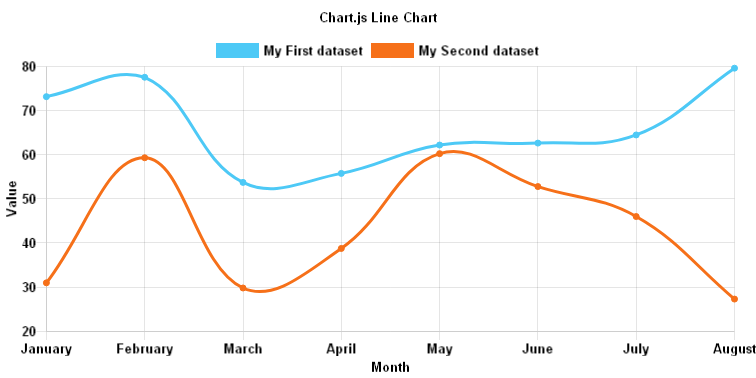 Chart.js Line Chart
My First dataset My Second dataset
80
70
60
50
40
30
20
Value
January February March April May June July August
Month